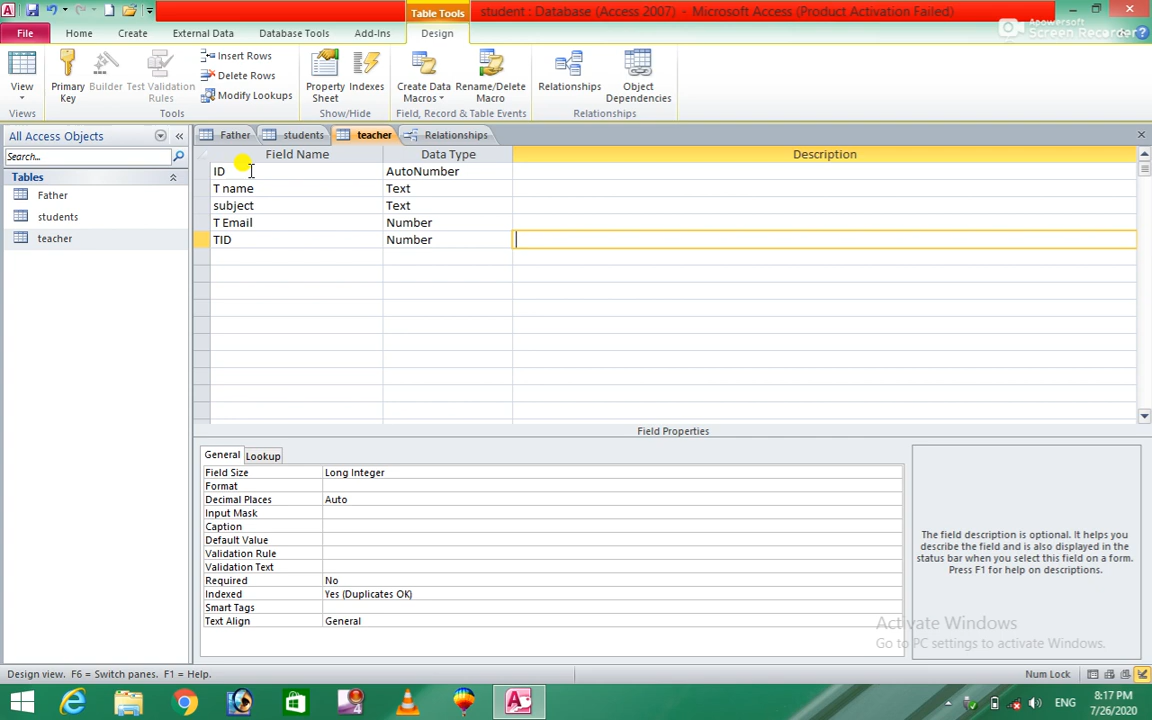 Table Tools
student : Database (Access 2007) - Microsoft Access (Product Activation Failed)
File
Home
Create
External Data
Database Tools
Add-Ins
Design
Apowersoft
Screen Recorder
View
Primary
Key
Builder
Test Validation
Rules
Insert Rows
Delete Rows
Modify Lookups
Property
Sheet
Indexes
Create Data
Macros
Rename/Delete
Macro
Relationships
Object
Dependencies
Views
Tools
Show/Hide
Field, Record & Table Events
Relationships
All Access Objects
Father
students
teacher
Relationships
Search...
Tables
Father
students
teacher
Field Name Data Type Description
ID AutoNumber
T name Text
subject Text
T Email Number
TID Number
Field Properties
General Lookup
Field Size Long Integer
Format
Decimal Places Auto
Input Mask
Caption
Default Value
Validation Rule
Validation Text
Required No
Indexed Yes (Duplicates OK)
Smart Tags
Text Align General
The field description is optional. It helps you
describe the field and is also displayed in the
status bar when you select this field on a form.
Press F1 for help on descriptions.
Activate Windows
Go to PC settings to activate Windows.
Design view. F6 = Switch panes. F1 = Help.
Num Lock
ENG
8:17 PM
7/26/2020